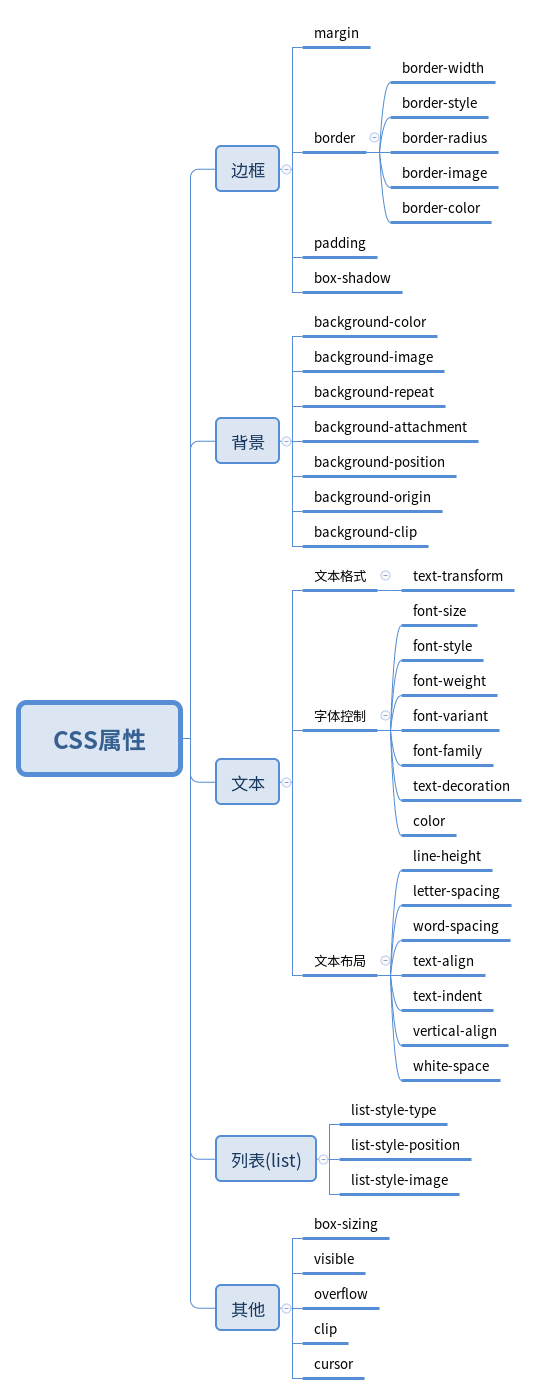 CSS属性
边框
margin
border
border-width
border-style
border-radius
border-image
border-color
padding
box-shadow
背景
background-color
background-image
background-repeat
background-attachment
background-position
background-origin
background-clip
文本
文本格式
text-transform
字体控制
font-size
font-style
font-weight
font-variant
font-family
text-decoration
color
文本布局
line-height
letter-spacing
word-spacing
text-align
text-indent
vertical-align
white-space
列表(list)
list-style-type
list-style-position
list-style-image
其他
box-sizing
visible
overflow
clip
cursor